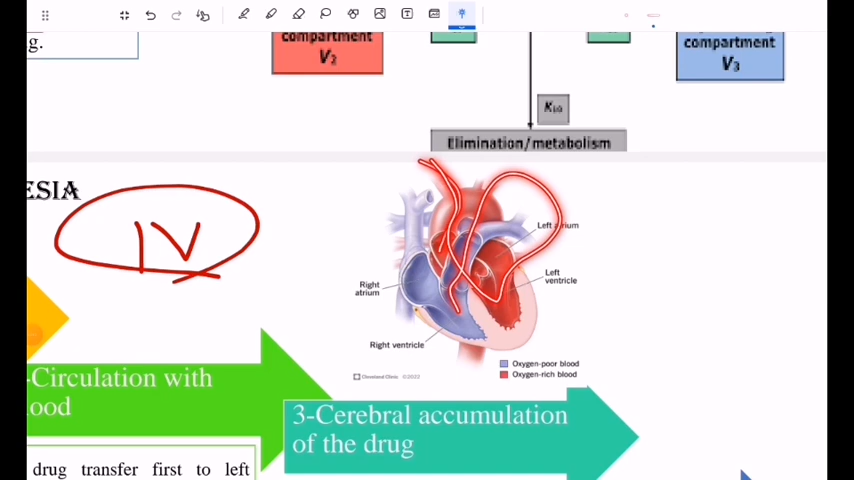 g.
compartment
V₂
compartment
V₃
K₁₀
Elimination/metabolism
ESIA
IV
Left atrium
Left
ventricle
Right
atrium
Right ventricle
Oxygen-poor blood
Oxygen-rich blood
Cleveland Clinic ©2022
-Circulation with
lood
3-Cerebral accumulation
of the drug
drug transfer first to left